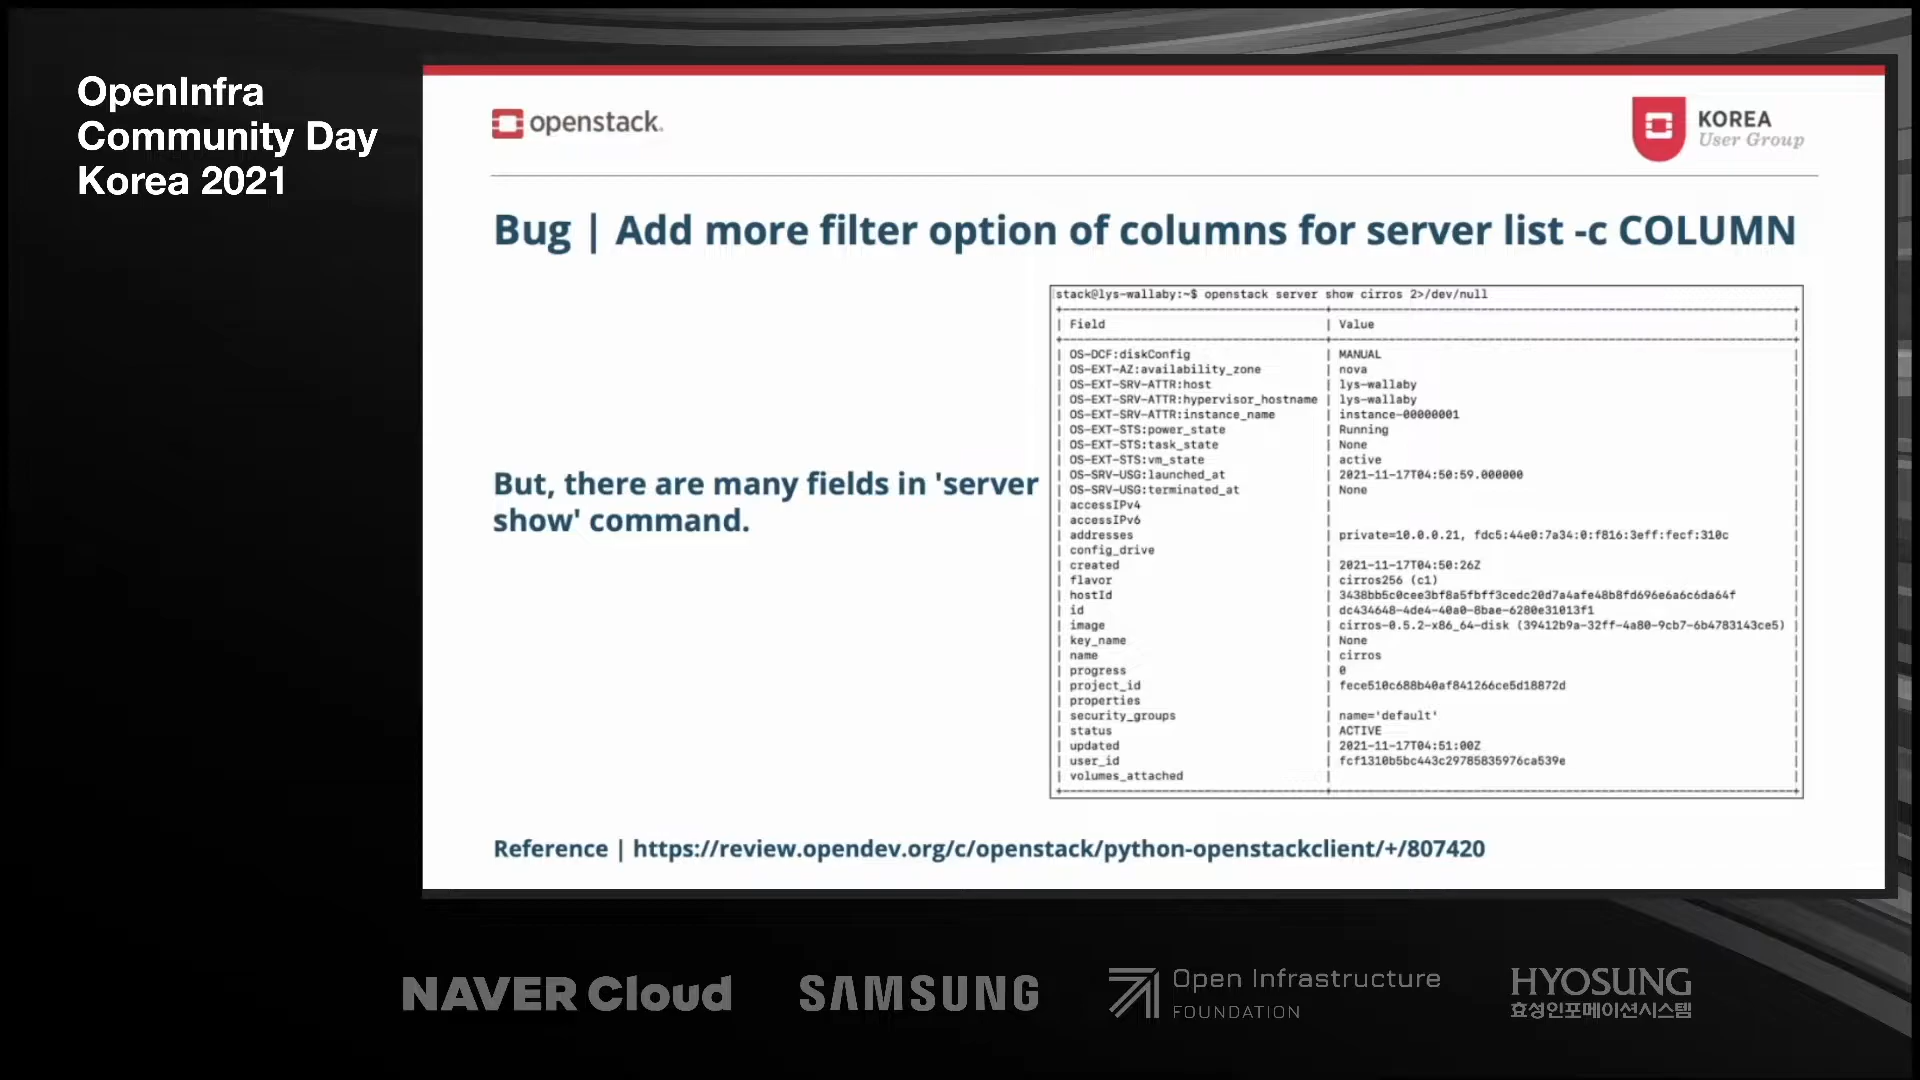 OpenInfra
Community Day
Korea 2021
openstack.
KOREA
User Group
Bug | Add more filter option of columns for server list -c COLUMN
But, there are many fields in 'server
show' command.
stack@lys-wallaby:~$ openstack server show cirros 2>/dev/null
| Field | Value |
| OS-DCF:diskConfig | MANUAL |
| OS-EXT-AZ:availability_zone | nova |
| OS-EXT-SRV-ATTR:host | lys-wallaby |
| OS-EXT-SRV-ATTR:hypervisor_hostname | lys-wallaby |
| OS-EXT-SRV-ATTR:instance_name | instance-00000001 |
| OS-EXT-STS:power_state | Running |
| OS-EXT-STS:task_state | None |
| OS-EXT-STS:vm_state | active |
| OS-SRV-USG:launched_at | 2021-11-17T04:50:59.000000 |
| OS-SRV-USG:terminated_at | None |
| accessIPv4 | |
| accessIPv6 | |
| addresses | private=10.0.0.21, fdc5:44e0:7a34:0:f816:3eff:fecf:310c |
| config_drive | |
| created | 2021-11-17T04:50:26Z |
| flavor | cirros256 (c1) |
| hostId | 3438bb5c0cee3bf8a5fbff3cedc20d7a4afe48b8fd696e6a6c6da64f |
| id | dc434648-4de4-40a0-8bae-6280e31013f1 |
| image | cirros-0.5.2-x86_64-disk (39412b9a-32ff-4a80-9cb7-6b4783143ce5) |
| key_name | None |
| name | cirros |
| progress | 0 |
| project_id | fece510c688b40af841266ce5d18872d |
| properties | |
| security_groups | name='default' |
| status | ACTIVE |
| updated | 2021-11-17T04:51:00Z |
| user_id | fcf1310b5bc443c29785835976ca539e |
| volumes_attached | |
Reference | https://review.opendev.org/c/openstack/python-openstackclient/+/807420
NAVER Cloud
SAMSUNG
Open Infrastructure
FOUNDATION
HYOSUNG
효성인포메이션시스템